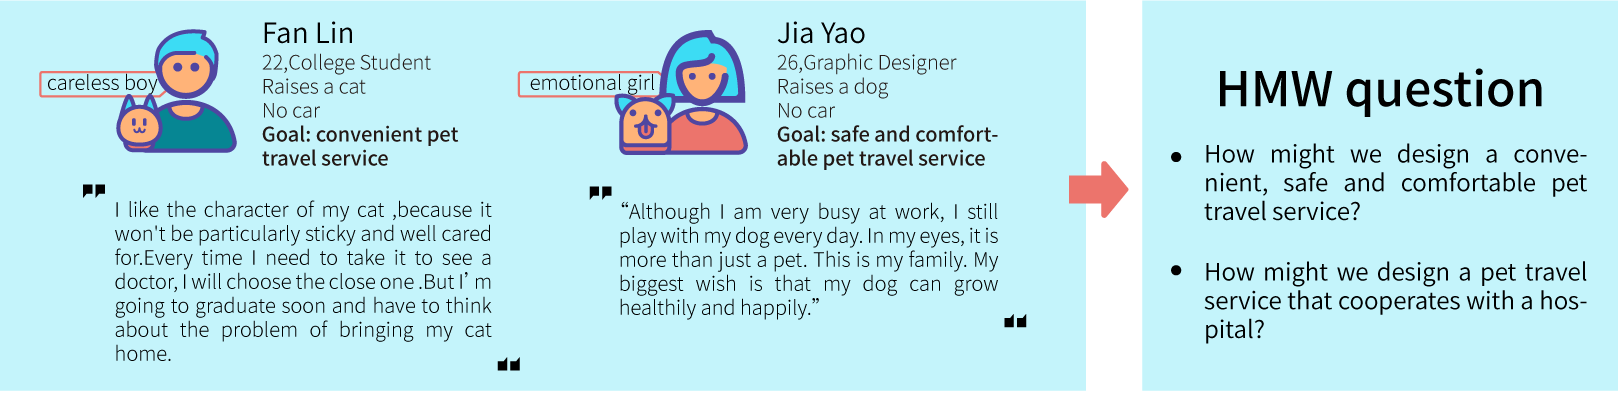 Fan Lin
22,College Student
Raises a cat
No car
Goal: convenient pet
travel service
careless boy
I like the character of my cat ,because it
won't be particularly sticky and well cared
for.Every time I need to take it to see a
doctor, I will choose the close one .But I’m
going to graduate soon and have to think
about the problem of bringing my cat
home.
Jia Yao
26,Graphic Designer
Raises a dog
No car
Goal: safe and comfort-
able pet travel service
emotional girl
“Although I am very busy at work, I still
play with my dog every day. In my eyes, it is
more than just a pet. This is my family. My
biggest wish is that my dog can grow
healthily and happily.”
HMW question
• How might we design a conve-
nient, safe and comfortable pet
travel service?
• How might we design a pet travel
service that cooperates with a hos-
pital?